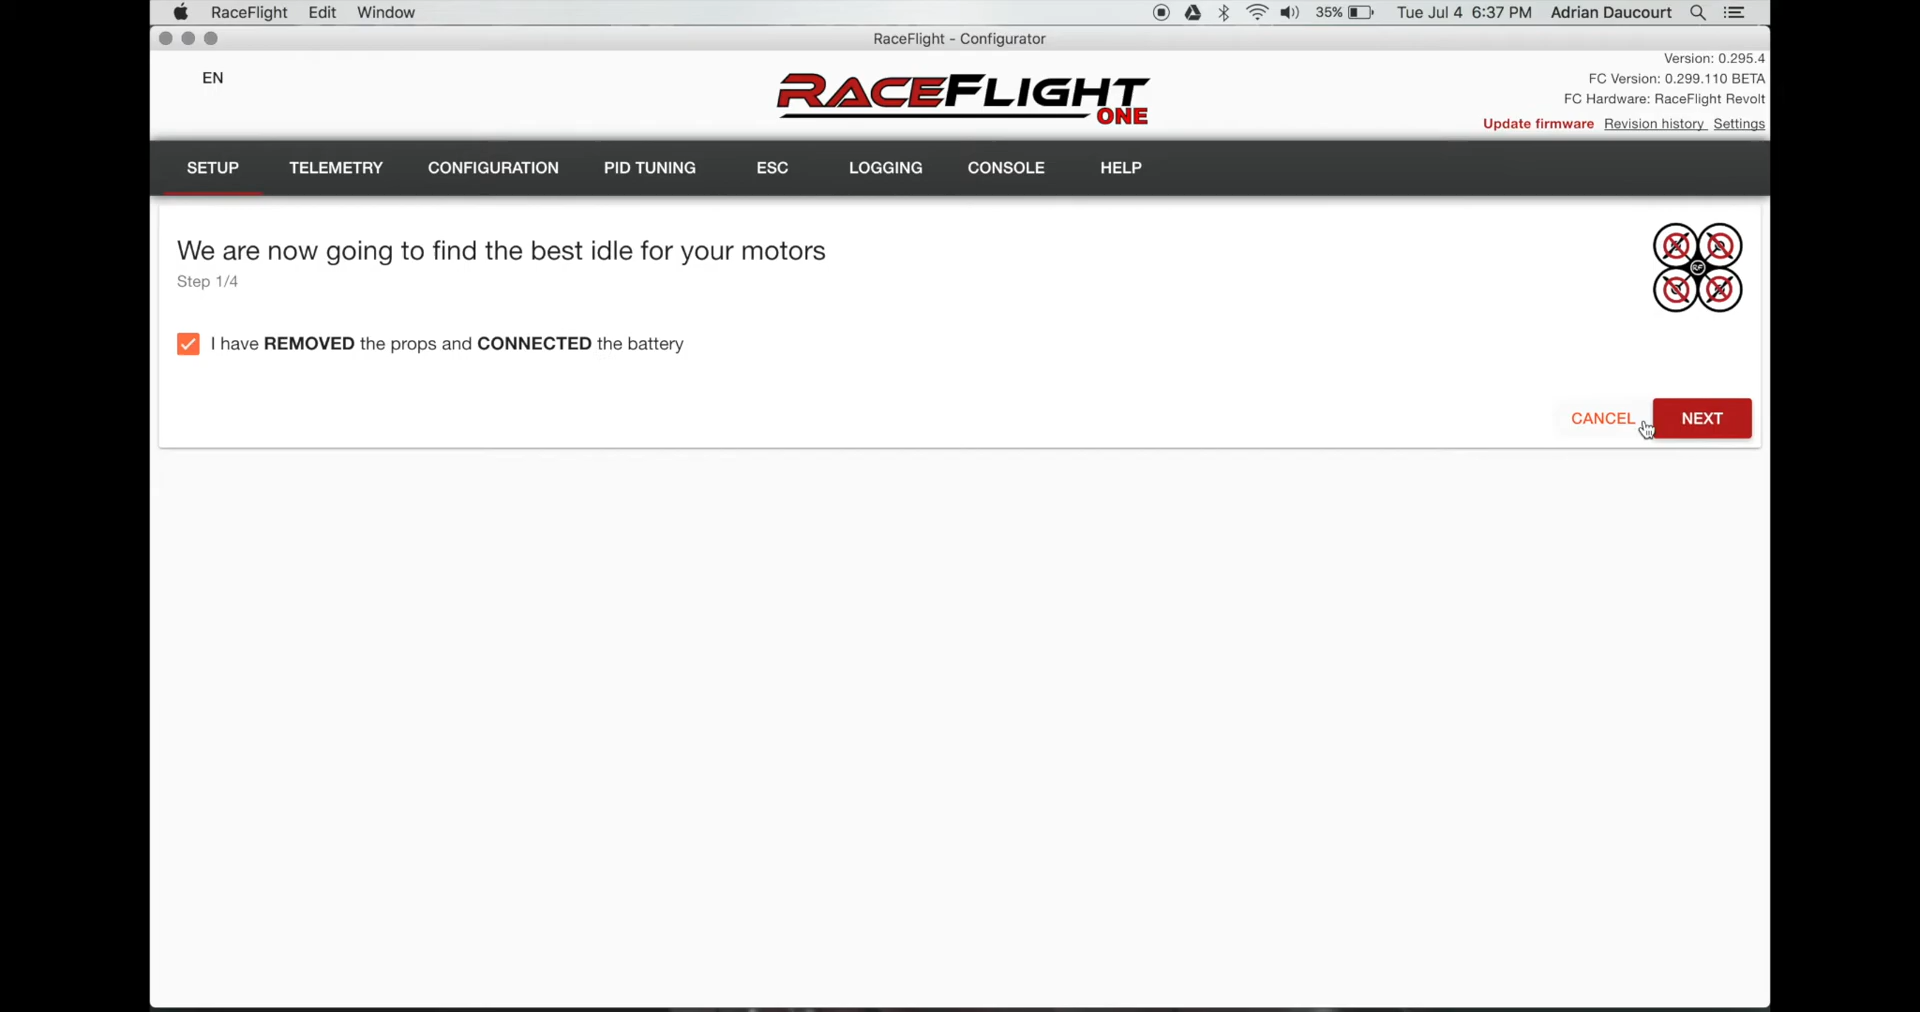 RaceFlight Edit Window 35% Tue Jul 4 6:37 PM Adrian Daucourt
RaceFlight - Configurator
EN
RACEFLIGHT
ONE
Version: 0.295.4
FC Version: 0.299.110 BETA
FC Hardware: RaceFlight Revolt
Update firmware Revision history Settings
SETUP TELEMETRY CONFIGURATION PID TUNING ESC LOGGING CONSOLE HELP
We are now going to find the best idle for your motors
Step 1/4
RF
I have REMOVED the props and CONNECTED the battery
CANCEL NEXT